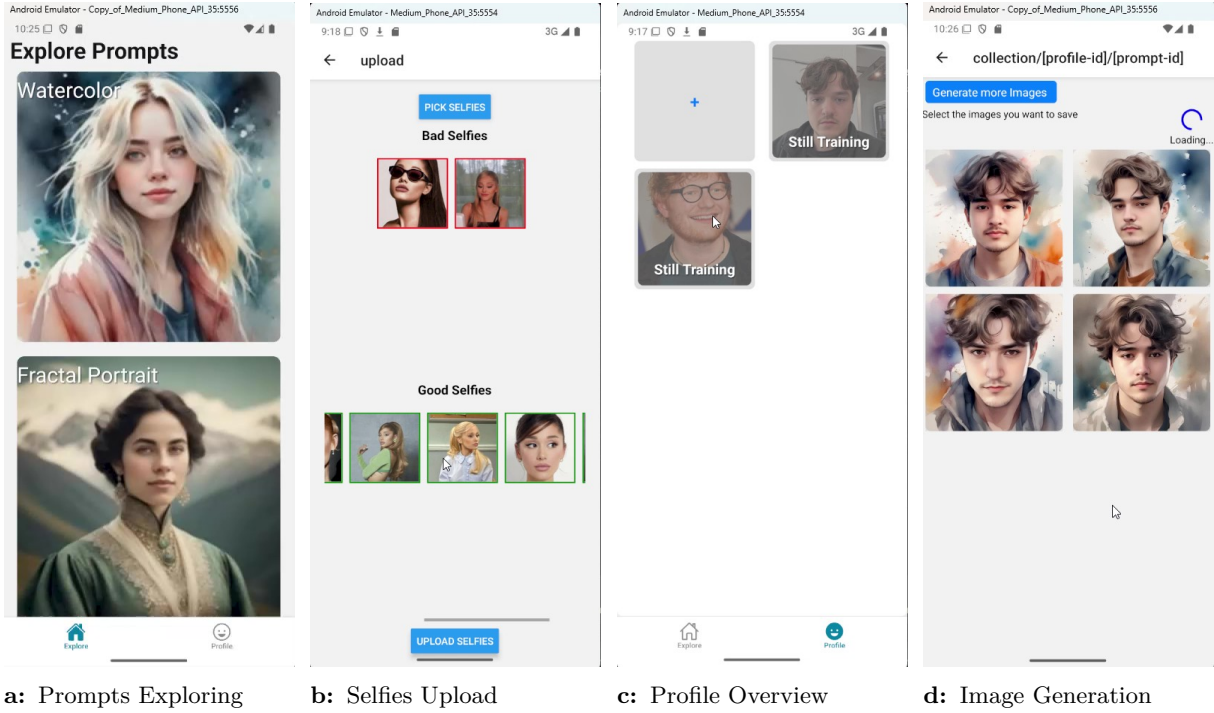 Android Emulator - Copy_of_Medium_Phone_API_35:5556
10:25
Explore Prompts
Watercolor
Fractal Portrait
Explore
Profile
a: Prompts Exploring
Android Emulator - Medium_Phone_API_35:5554
9:18
3G
upload
PICK SELFIES
Bad Selfies
Good Selfies
UPLOAD SELFIES
b: Selfies Upload
Android Emulator - Medium_Phone_API_35:5554
9:17
3G
+
Still Training
Still Training
Explore
Profile
c: Profile Overview
Android Emulator - Copy_of_Medium_Phone_API_35:5556
10:26
collection/[profile-id]/[prompt-id]
Generate more Images
Select the images you want to save
Loading...
d: Image Generation